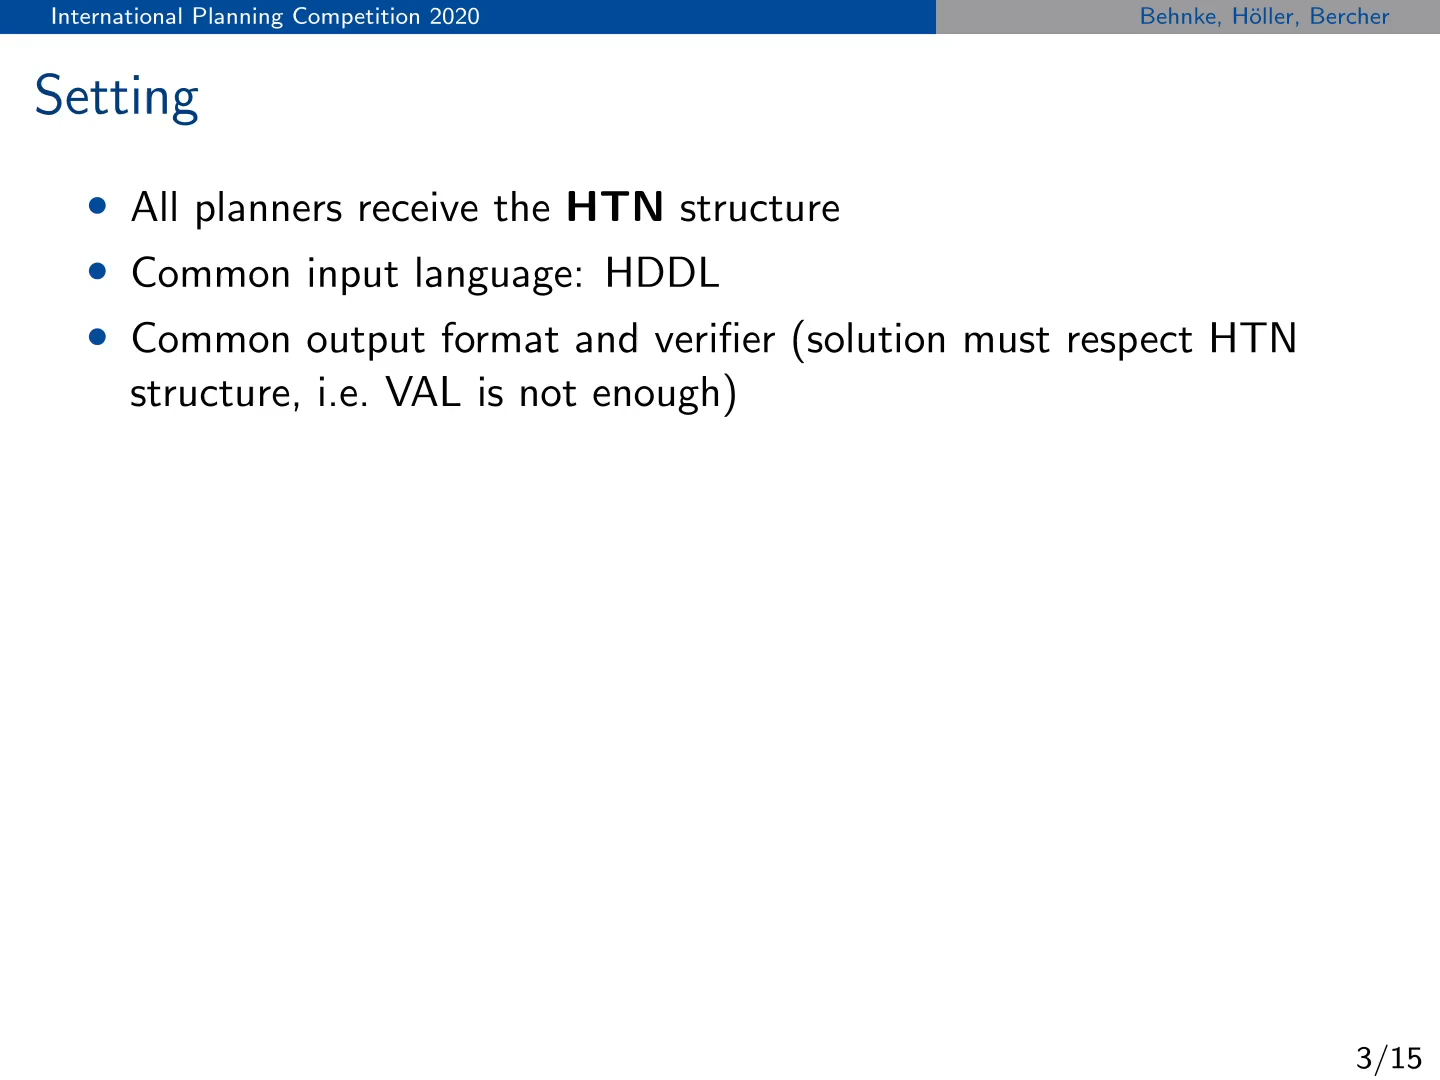 International Planning Competition 2020
Behnke, Höller, Bercher
Setting
• All planners receive the HTN structure
• Common input language: HDDL
• Common output format and verifier (solution must respect HTN
structure, i.e. VAL is not enough)
3/15